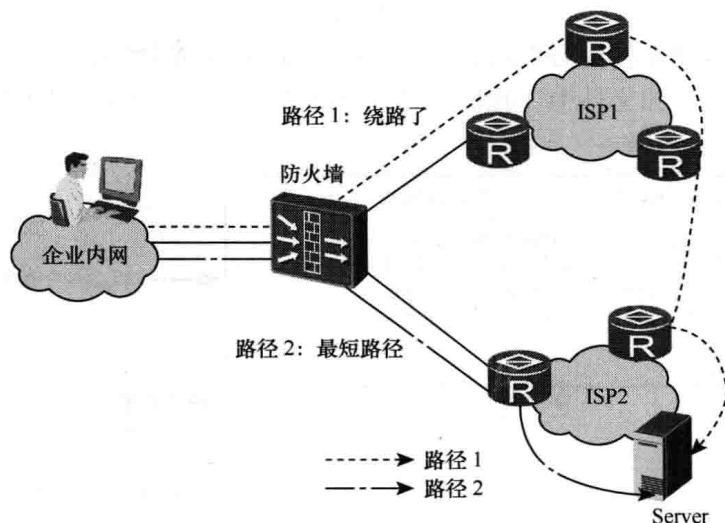 R
ISP1
路径 1：绕路了
R
R
防火墙
企业内网
R
路径 2：最短路径
R
ISP2
路径 1
路径 2
Server